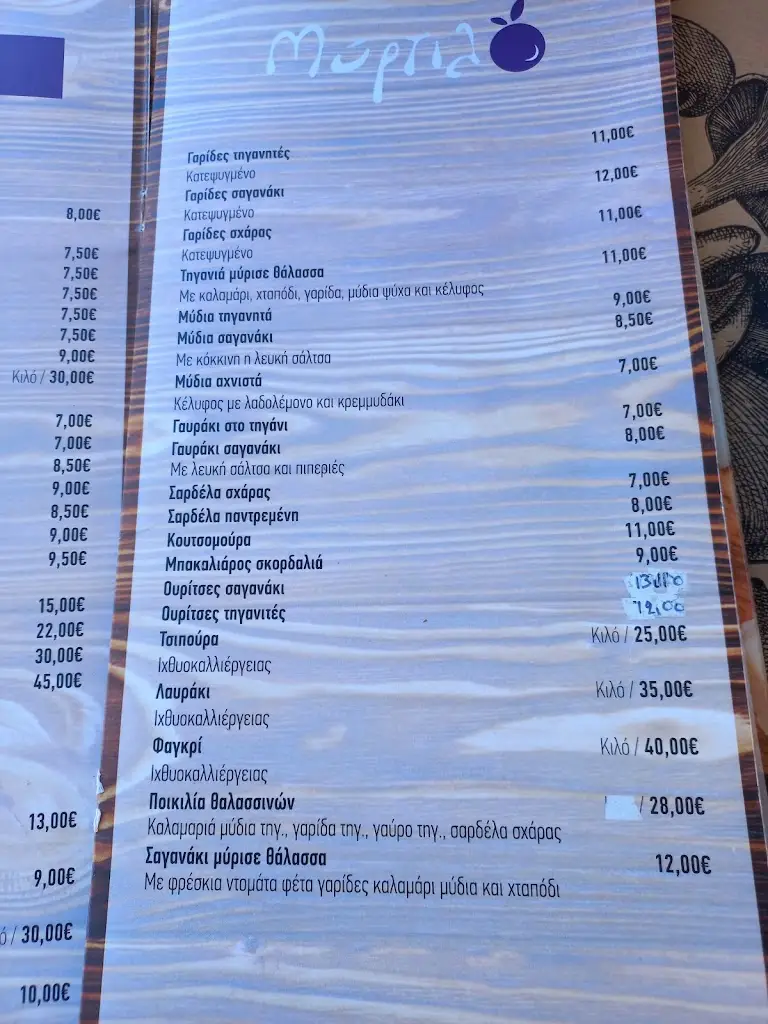 Μύρτιλ
Γαρίδες τηγανητές 11,00€
Κατεψυγμένο
Γαρίδες σαγανάκι 12,00€
Κατεψυγμένο
Γαρίδες σχάρας 11,00€
Κατεψυγμένο
Τηγανιά μύρισε θάλασσα 11,00€
Με καλαμάρι, χταπόδι, γαρίδα, μύδια ψύχα και κέλυφος
Μύδια τηγανητά 9,00€
Μύδια σαγανάκι 8,50€
Με κόκκινη η λευκή σάλτσα
Μύδια αχνιστά 7,00€
Κέλυφος με λαδολέμονο και κρεμμυδάκι
Γαυράκι στο τηγάνι 7,00€
Γαυράκι σαγανάκι 8,00€
Με λευκή σάλτσα και πιπεριές
Σαρδέλα σχάρας 7,00€
Σαρδέλα παντρεμένη 8,00€
Κουτσομούρα 11,00€
Μπακαλιάρος σκορδαλιά 9,00€
Ουρίτσες σαγανάκι
Ουρίτσες τηγανιτές 12,00
Τσιπούρα Κιλό / 25,00€
Ιχθυοκαλλιέργειας
Λαυράκι Κιλό / 35,00€
Ιχθυοκαλλιέργειας
Φαγκρί Κιλό / 40,00€
Ιχθυοκαλλιέργειας
Ποικιλία θαλασσινών / 28,00€
Καλαμαριά μύδια τηγ., γαρίδα τηγ., γαύρο τηγ., σαρδέλα σχάρας
Σαγανάκι μύρισε θάλασσα 12,00€
Με φρέσκια ντομάτα φέτα γαρίδες καλαμάρι μύδια και χταπόδι
8,00€
7,50€
7,50€
7,50€
7,50€
7,50€
9,00€
Κιλό / 30,00€
7,00€
7,00€
8,50€
9,00€
8,50€
9,00€
9,50€
15,00€
22,00€
30,00€
45,00€
13,00€
9,00€
/ 30,00€
10,00€